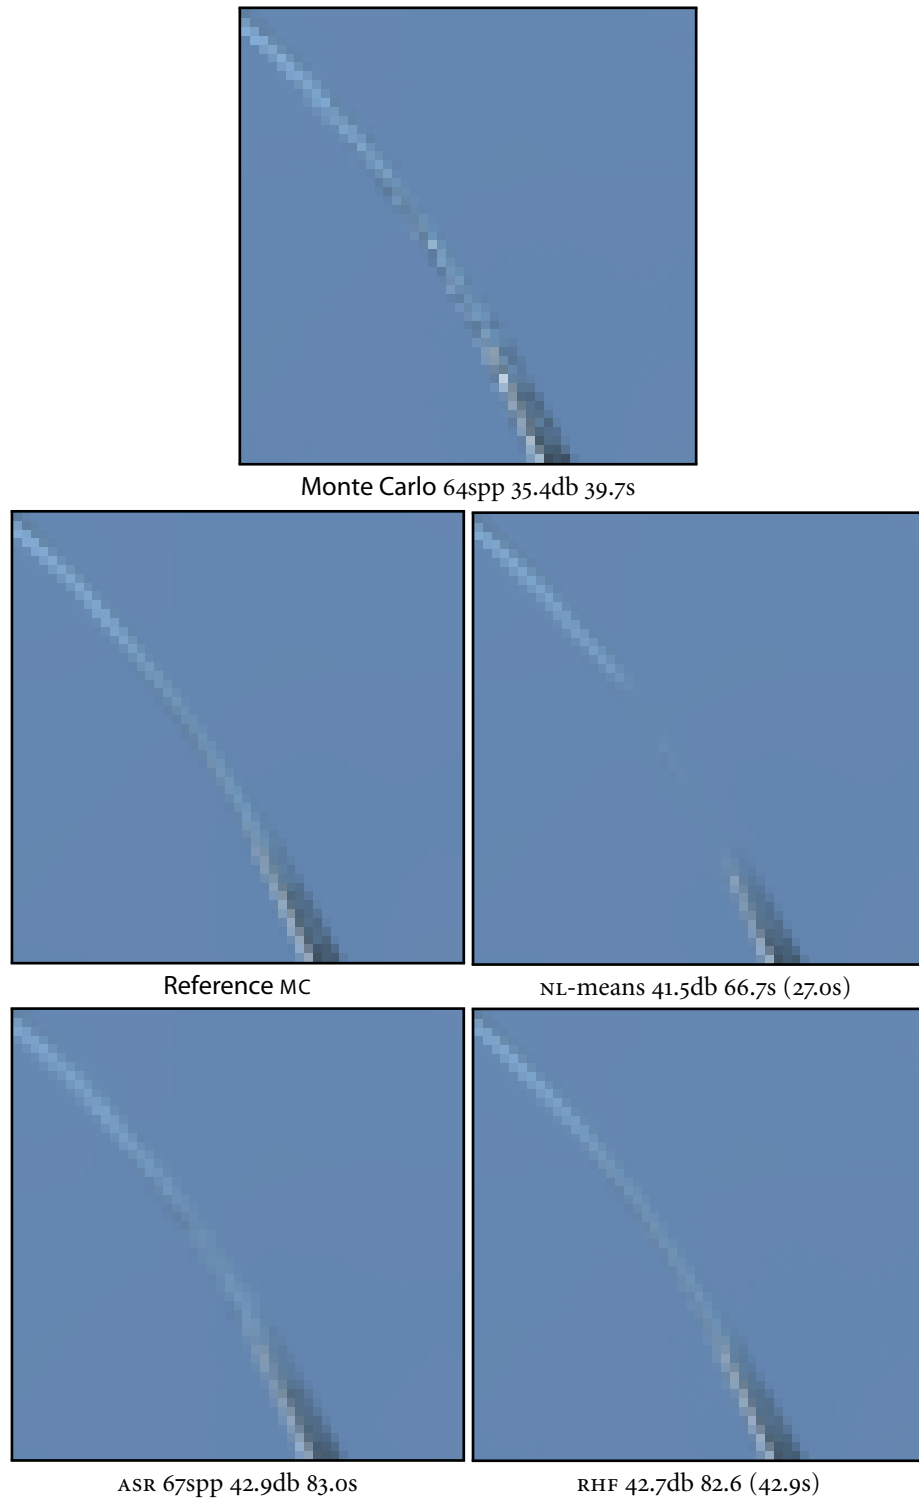 Monte Carlo 64spp 35.4db 39.7s
Reference MC
NL-means 41.5db 66.7s (27.0s)
ASR 67spp 42.9db 83.0s
RHF 42.7db 82.6 (42.9s)